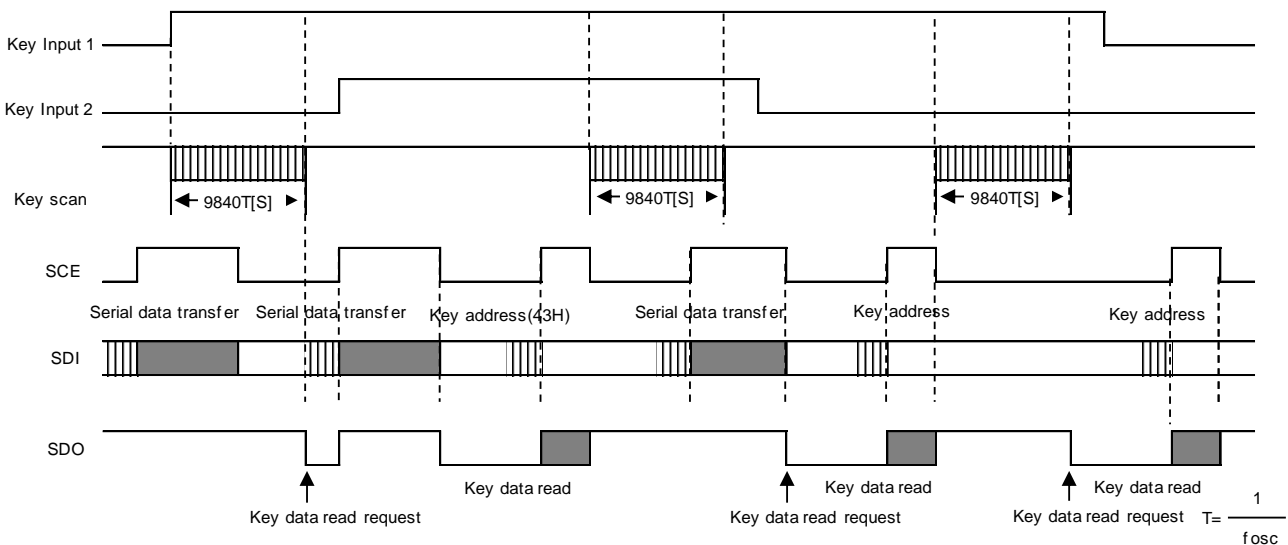 Key Input 1
Key Input 2
Key scan
9840T[S] 9840T[S] 9840T[S]
SCE
Serial data transfer Serial data transfer Key address(43H) Serial data transfer Key address Key address
SDI
SDO
Key data read Key data read Key data read
Key data read request Key data read request Key data read request
T= 1
fosc